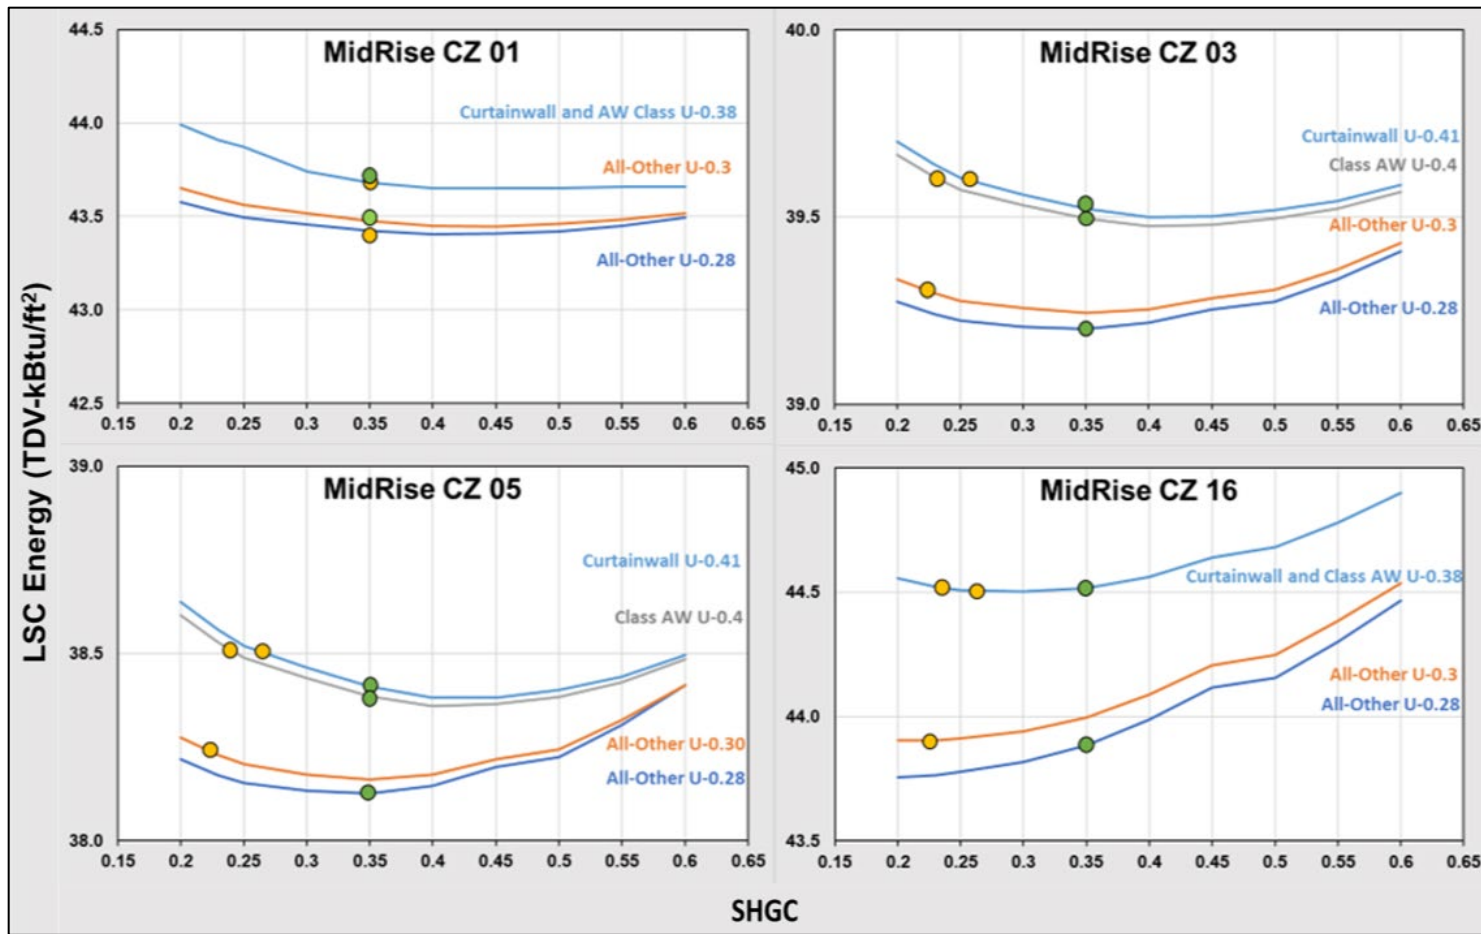 LSC Energy (TDV-kBtu/ft²)
MidRise CZ 01
44.5
44.0
43.5
43.0
42.5
Curtainwall and AW Class U-0.38
All-Other U-0.3
All-Other U-0.28
0.15 0.2 0.25 0.3 0.35 0.4 0.45 0.5 0.55 0.6 0.65
MidRise CZ 03
40.0
39.5
39.0
Curtainwall U-0.41
Class AW U-0.4
All-Other U-0.3
All-Other U-0.28
0.15 0.2 0.25 0.3 0.35 0.4 0.45 0.5 0.55 0.6 0.65
MidRise CZ 05
39.0
38.5
38.0
Curtainwall U-0.41
Class AW U-0.4
All-Other U-0.30
All-Other U-0.28
0.15 0.2 0.25 0.3 0.35 0.4 0.45 0.5 0.55 0.6 0.65
MidRise CZ 16
45.0
44.5
44.0
43.5
Curtainwall and Class AW U-0.38
All-Other U-0.3
All-Other U-0.28
0.15 0.2 0.25 0.3 0.35 0.4 0.45 0.5 0.55 0.6 0.65
SHGC